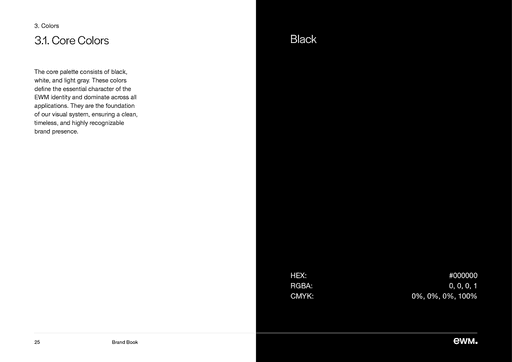 3. Colors
3.1. Core Colors
The core palette consists of black,
white, and light gray. These colors
define the essential character of the
EWM identity and dominate across all
applications. They are the foundation
of our visual system, ensuring a clean,
timeless, and highly recognizable
brand presence.
25 Brand Book
Black
HEX: #000000
RGBA: 0, 0, 0, 1
CMYK: 0%, 0%, 0%, 100%
ewm.